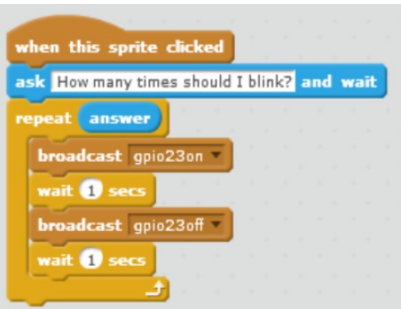 when this sprite clicked
ask How many times should I blink? and wait
repeat answer
broadcast gpio23on
wait 1 secs
broadcast gpio23off
wait 1 secs